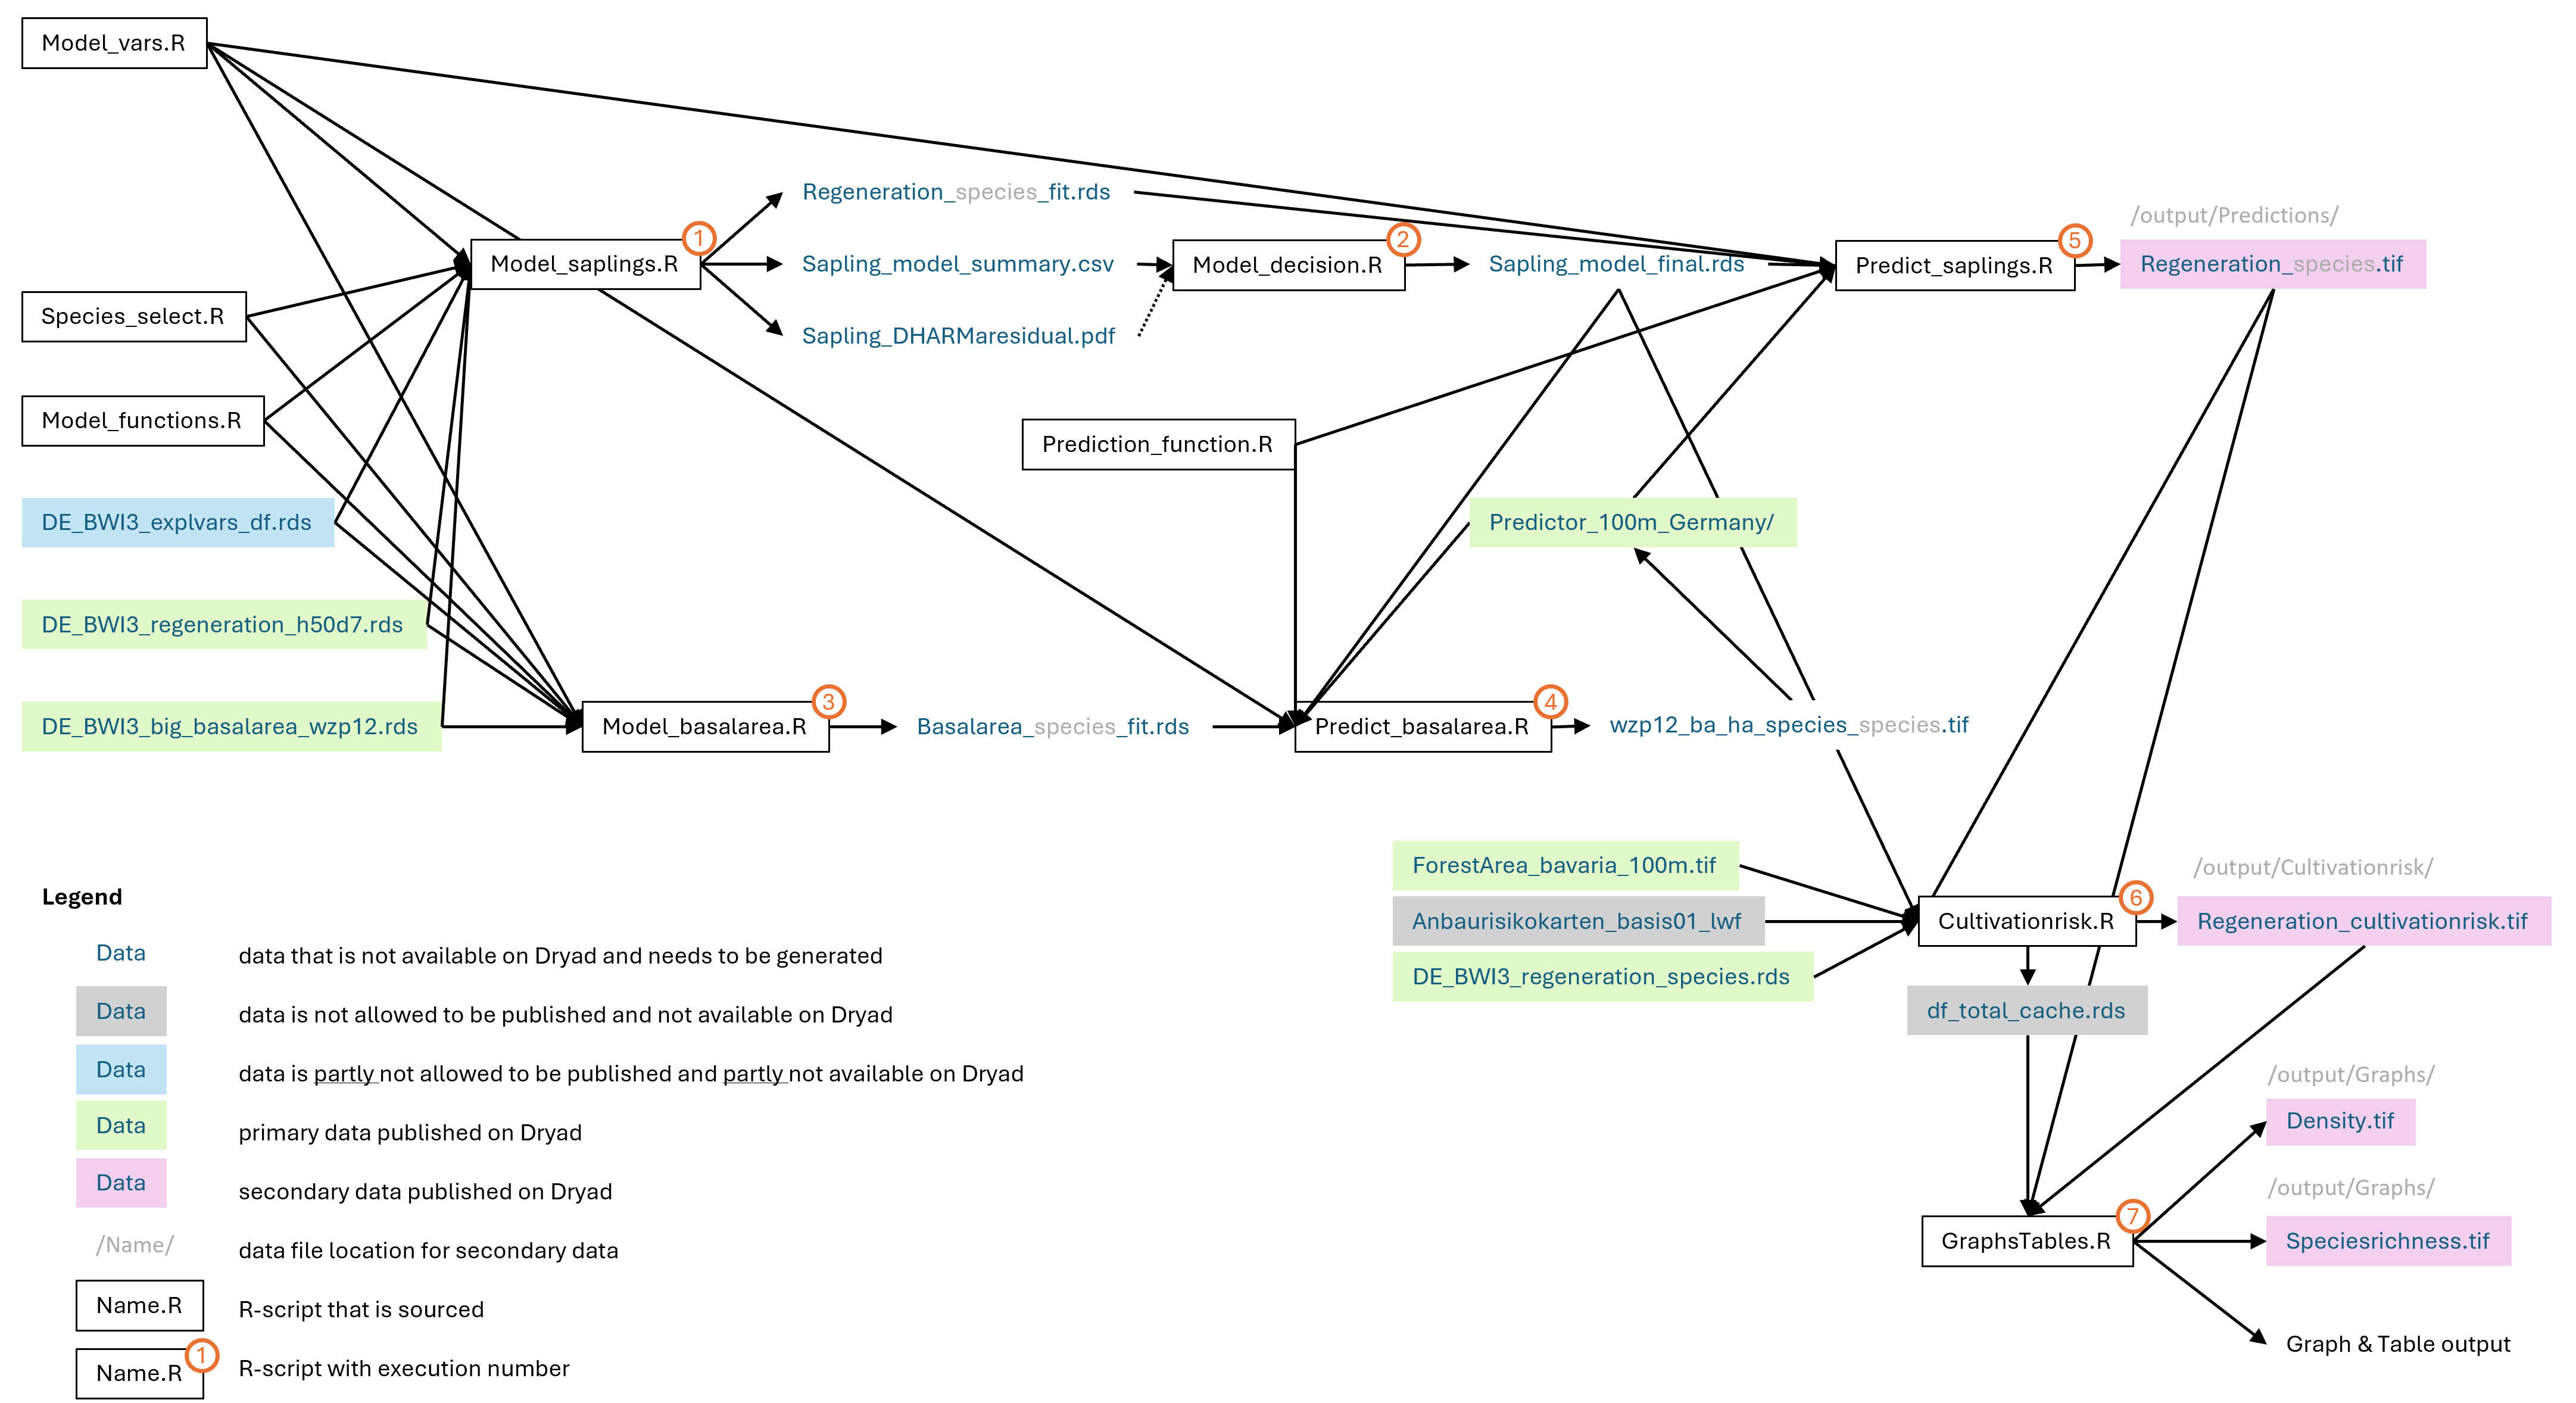 Model_vars.R
Regeneration_species_fit.rds
/output/Predictions/
1
2
5
Model_saplings.R
Sapling_model_summary.csv
Model_decision.R
Sapling_model_final.rds
Predict_saplings.R
Regeneration_species.tif
Species_select.R
Sapling_DHARMaresidual.pdf
Model_functions.R
Prediction_function.R
DE_BWI3_explvars_df.rds
Predictor_100m_Germany/
DE_BWI3_regeneration_h50d7.rds
3
4
DE_BWI3_big_basalarea_wzp12.rds
Model_basalarea.R
Basalarea_species_fit.rds
Predict_basalarea.R
wzp12_ba_ha_species_species.tif
ForestArea_bavaria_100m.tif
/output/Cultivationrisk/
6
Anbaurisikokarten_basis01_lwf
Cultivationrisk.R
Regeneration_cultivationrisk.tif
DE_BWI3_regeneration_species.rds
df_total_cache.rds
/output/Graphs/
Density.tif
/output/Graphs/
7
GraphsTables.R
Speciesrichness.tif
Graph & Table output
Legend
Data data that is not available on Dryad and needs to be generated
Data data is not allowed to be published and not available on Dryad
Data data is partly not allowed to be published and partly not available on Dryad
Data primary data published on Dryad
Data secondary data published on Dryad
/Name/ data file location for secondary data
Name.R R-script that is sourced
1
Name.R R-script with execution number